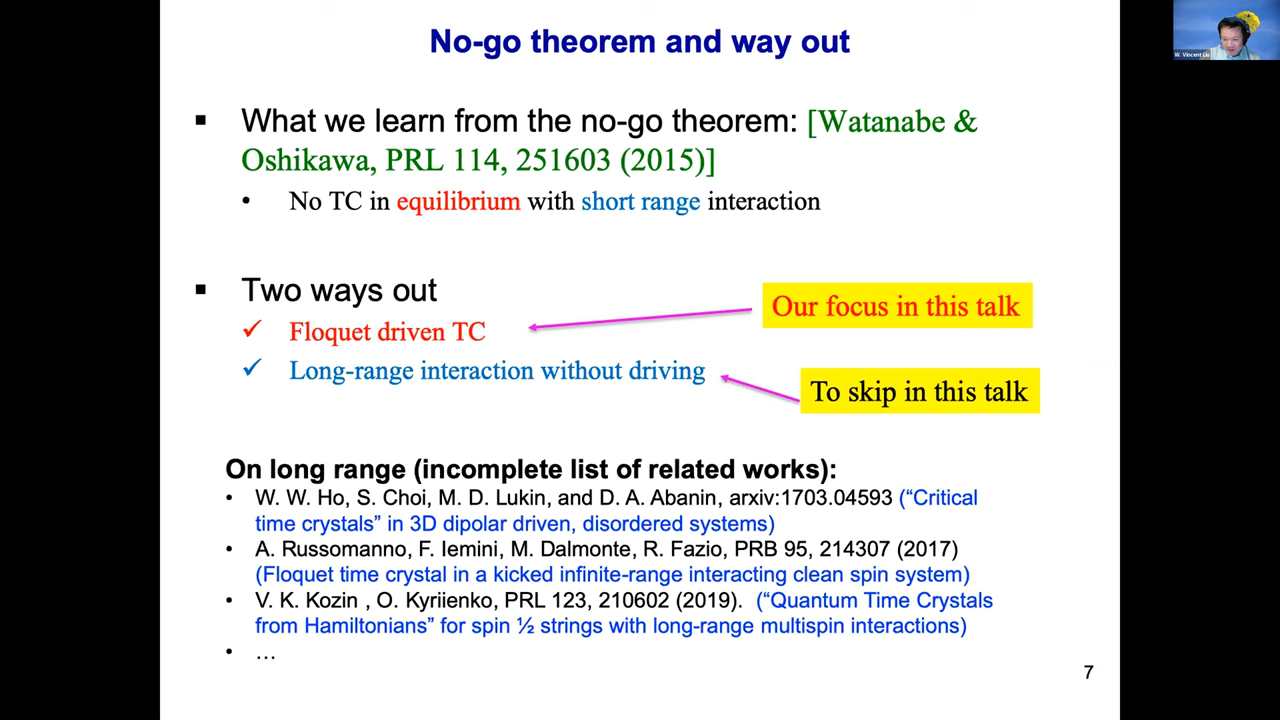 No-go theorem and way out
W. Vincent Liu
▪ What we learn from the no-go theorem: [Watanabe &
Oshikawa, PRL 114, 251603 (2015)]
• No TC in equilibrium with short range interaction
▪ Two ways out
✓ Floquet driven TC
Our focus in this talk
✓ Long-range interaction without driving
To skip in this talk
On long range (incomplete list of related works):
• W. W. Ho, S. Choi, M. D. Lukin, and D. A. Abanin, arxiv:1703.04593 (“Critical
time crystals” in 3D dipolar driven, disordered systems)
• A. Russomanno, F. Iemini, M. Dalmonte, R. Fazio, PRB 95, 214307 (2017)
(Floquet time crystal in a kicked infinite-range interacting clean spin system)
• V. K. Kozin , O. Kyriienko, PRL 123, 210602 (2019). (“Quantum Time Crystals
from Hamiltonians” for spin ½ strings with long-range multispin interactions)
• …
7